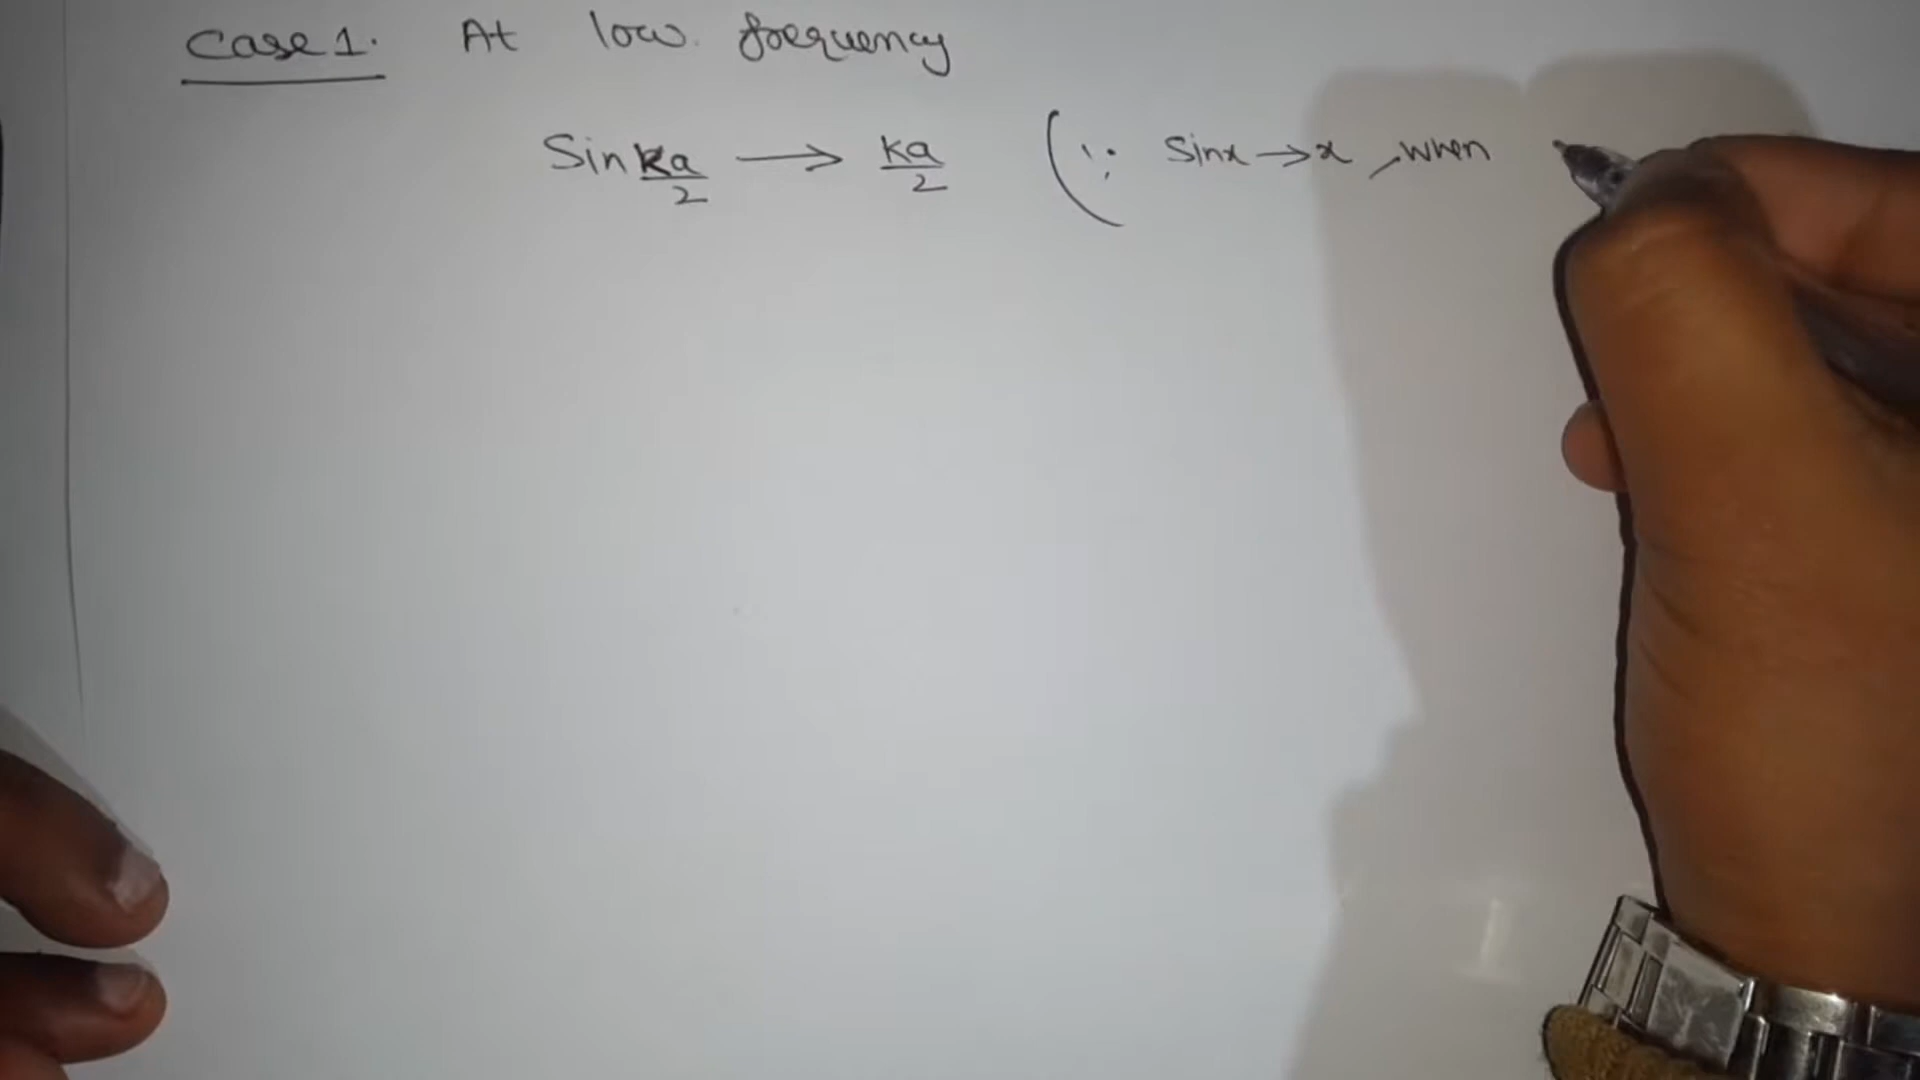 Case 1. At low frequency
Sin ka/2 → ka/2 (∵ Sinx → x, when